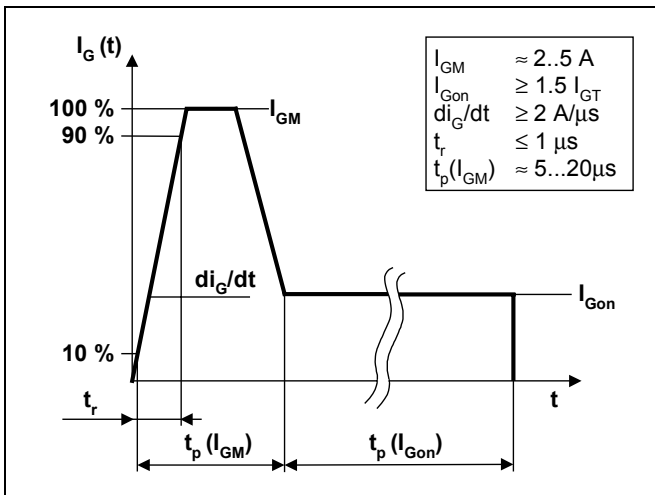 I_G (t)
I_GM ≈ 2..5 A
I_Gon ≥ 1.5 I_GT
di_G/dt ≥ 2 A/μs
t_r ≤ 1 μs
t_p(I_GM) ≈ 5...20μs
100 %
I_GM
90 %
di_G/dt
I_Gon
10 %
t_r
t
t_p (I_GM)
t_p (I_Gon)